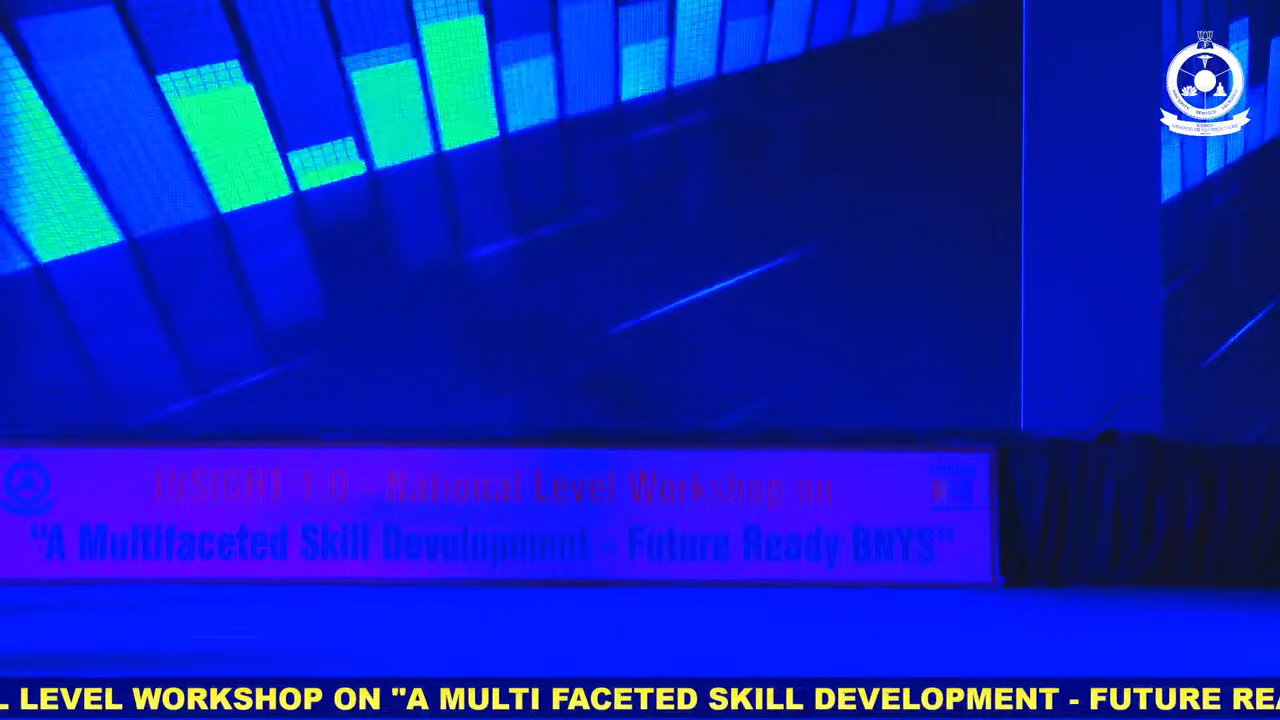 INSIGHT 1.0 - National Level Workshop on
"A Multifaceted Skill Development - Future Ready BNYS"
L LEVEL WORKSHOP ON "A MULTI FACETED SKILL DEVELOPMENT - FUTURE REA